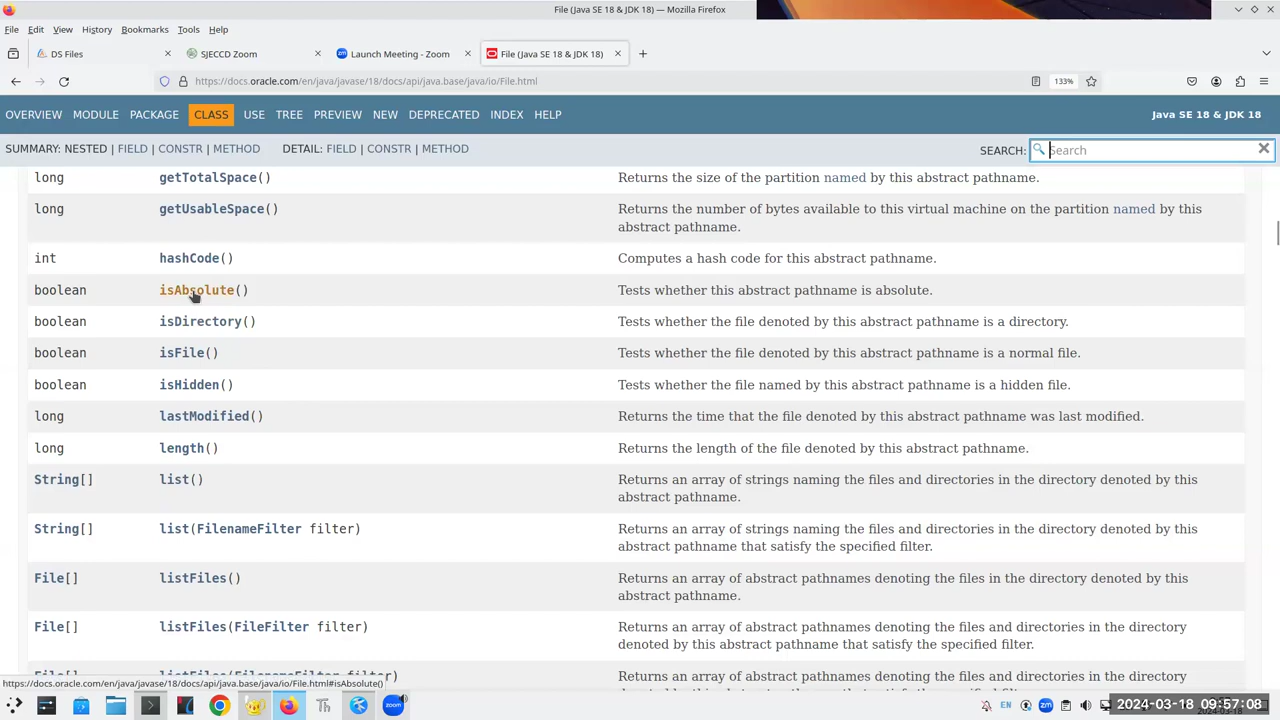 File (Java SE 18 & JDK 18) — Mozilla Firefox
File Edit View History Bookmarks Tools Help
DS Files
SJECCD Zoom
Launch Meeting - Zoom
File (Java SE 18 & JDK 18)
https://docs.oracle.com/en/java/javase/18/docs/api/java.base/java/io/File.html
133%
OVERVIEW MODULE PACKAGE CLASS USE TREE PREVIEW NEW DEPRECATED INDEX HELP
Java SE 18 & JDK 18
SUMMARY: NESTED | FIELD | CONSTR | METHOD DETAIL: FIELD | CONSTR | METHOD
SEARCH: Search
long getTotalSpace() Returns the size of the partition named by this abstract pathname.
long getUsableSpace() Returns the number of bytes available to this virtual machine on the partition named by this
abstract pathname.
int hashCode() Computes a hash code for this abstract pathname.
boolean isAbsolute() Tests whether this abstract pathname is absolute.
boolean isDirectory() Tests whether the file denoted by this abstract pathname is a directory.
boolean isFile() Tests whether the file denoted by this abstract pathname is a normal file.
boolean isHidden() Tests whether the file named by this abstract pathname is a hidden file.
long lastModified() Returns the time that the file denoted by this abstract pathname was last modified.
long length() Returns the length of the file denoted by this abstract pathname.
String[] list() Returns an array of strings naming the files and directories in the directory denoted by this
abstract pathname.
String[] list(FilenameFilter filter) Returns an array of strings naming the files and directories in the directory denoted by this
abstract pathname that satisfy the specified filter.
File[] listFiles() Returns an array of abstract pathnames denoting the files in the directory denoted by this
abstract pathname.
File[] listFiles(FileFilter filter) Returns an array of abstract pathnames denoting the files and directories in the directory
denoted by this abstract pathname that satisfy the specified filter.
File[] listFiles(FilenameFilter filter) Returns an array of abstract pathnames denoting the files and directories in the directory
https://docs.oracle.com/en/java/javase/18/docs/api/java.base/java/io/File.html#isAbsolute()
Th
zoom
EN
2024-03-18 09:57:08